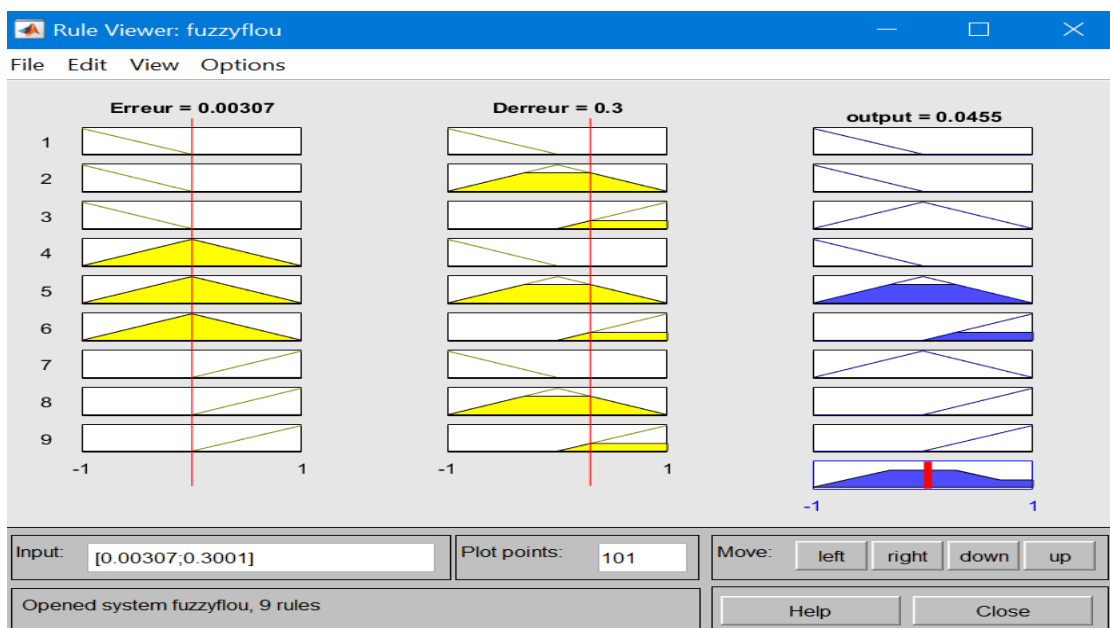 Rule Viewer: fuzzyflou
File Edit View Options
Erreur = 0.00307 Derreur = 0.3 output = 0.0455
1
2
3
4
5
6
7
8
9
-1 1 -1 1
-1 1
Input: [0.00307;0.3001] Plot points: 101 Move: left right down up
Opened system fuzzyflou, 9 rules Help Close